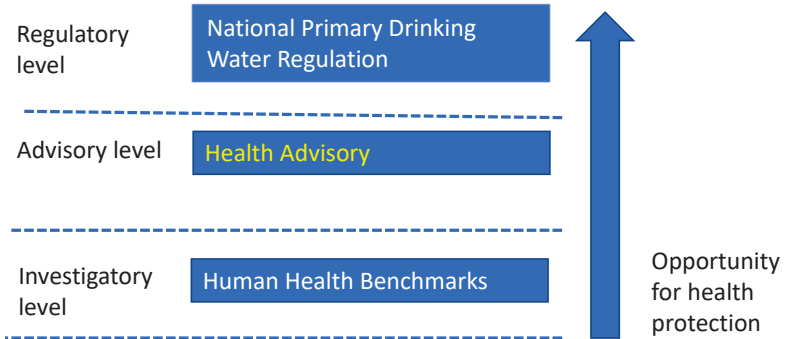 Regulatory
level
National Primary Drinking
Water Regulation
Advisory level
Health Advisory
Investigatory
level
Human Health Benchmarks
Opportunity
for health
protection